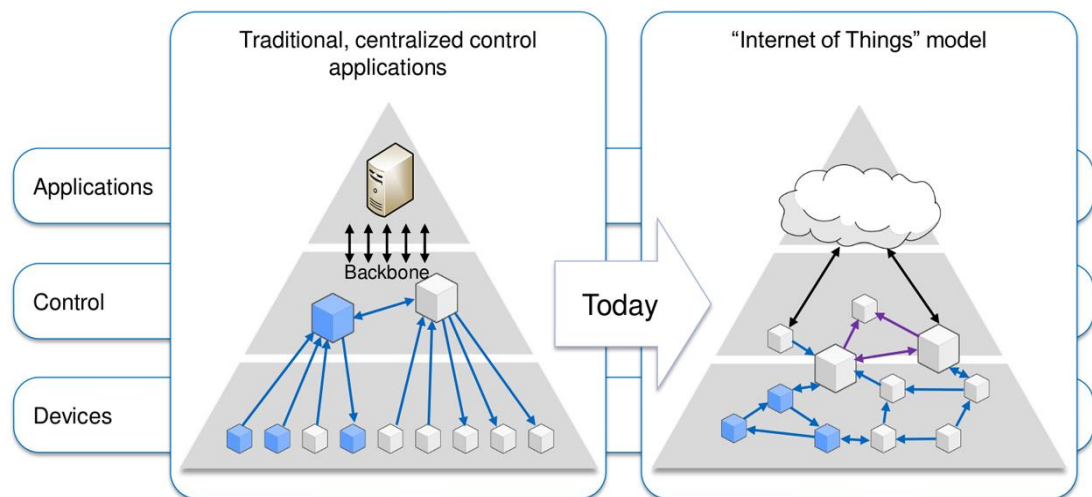 Traditional, centralized control
applications
“Internet of Things” model
Applications
Backbone
Control
Today
Devices